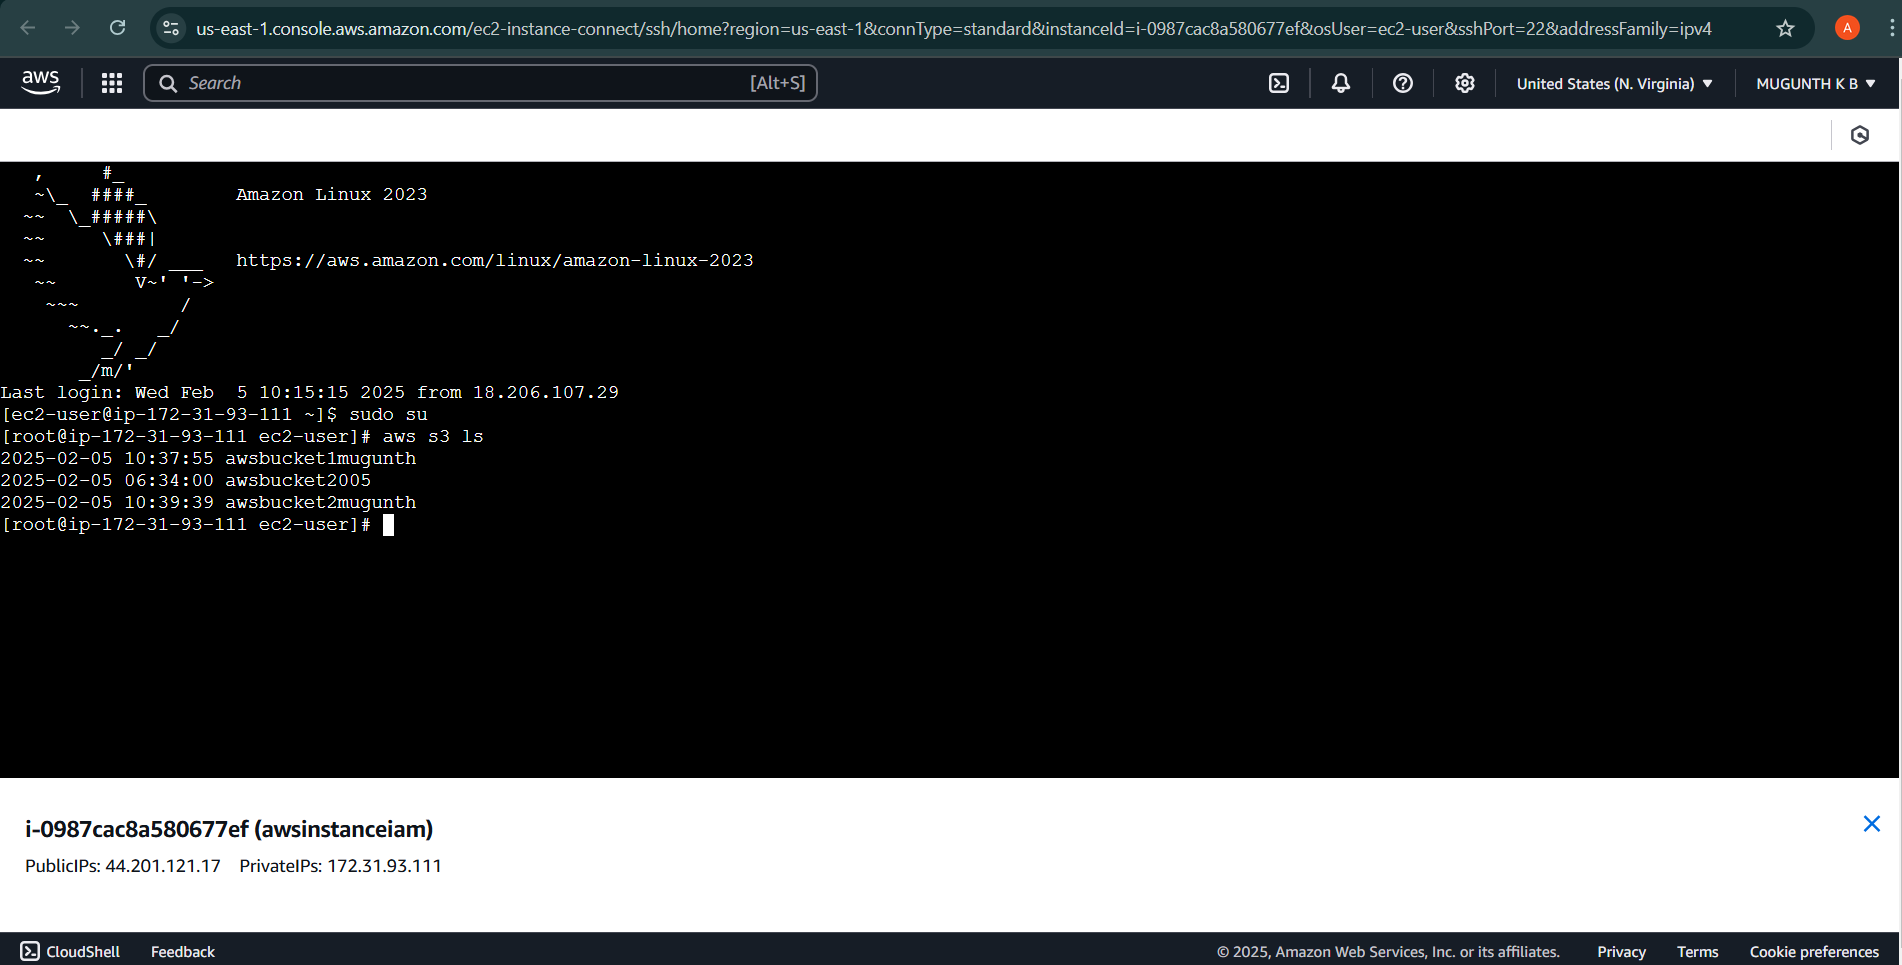 us-east-1.console.aws.amazon.com/ec2-instance-connect/ssh/home?region=us-east-1&connType=standard&instanceId=i-0987cac8a580677ef&osUser=ec2-user&sshPort=22&addressFamily=ipv4
A
aws
Search [Alt+S]
United States (N. Virginia)
MUGUNTH K B
   ,     #_
   ~\_  ####_        Amazon Linux 2023
  ~~  \_#####\
  ~~     \###|
  ~~       \#/ ___   https://aws.amazon.com/linux/amazon-linux-2023
   ~~       V~' '->
    ~~~         /
      ~~._.   _/
         _/ _/
       _/m/'
Last login: Wed Feb  5 10:15:15 2025 from 18.206.107.29
[ec2-user@ip-172-31-93-111 ~]$ sudo su
[root@ip-172-31-93-111 ec2-user]# aws s3 ls
2025-02-05 10:37:55 awsbucket1mugunth
2025-02-05 06:34:00 awsbucket2005
2025-02-05 10:39:39 awsbucket2mugunth
[root@ip-172-31-93-111 ec2-user]#
i-0987cac8a580677ef (awsinstanceiam)
PublicIPs: 44.201.121.17 PrivateIPs: 172.31.93.111
CloudShell Feedback © 2025, Amazon Web Services, Inc. or its affiliates. Privacy Terms Cookie preferences